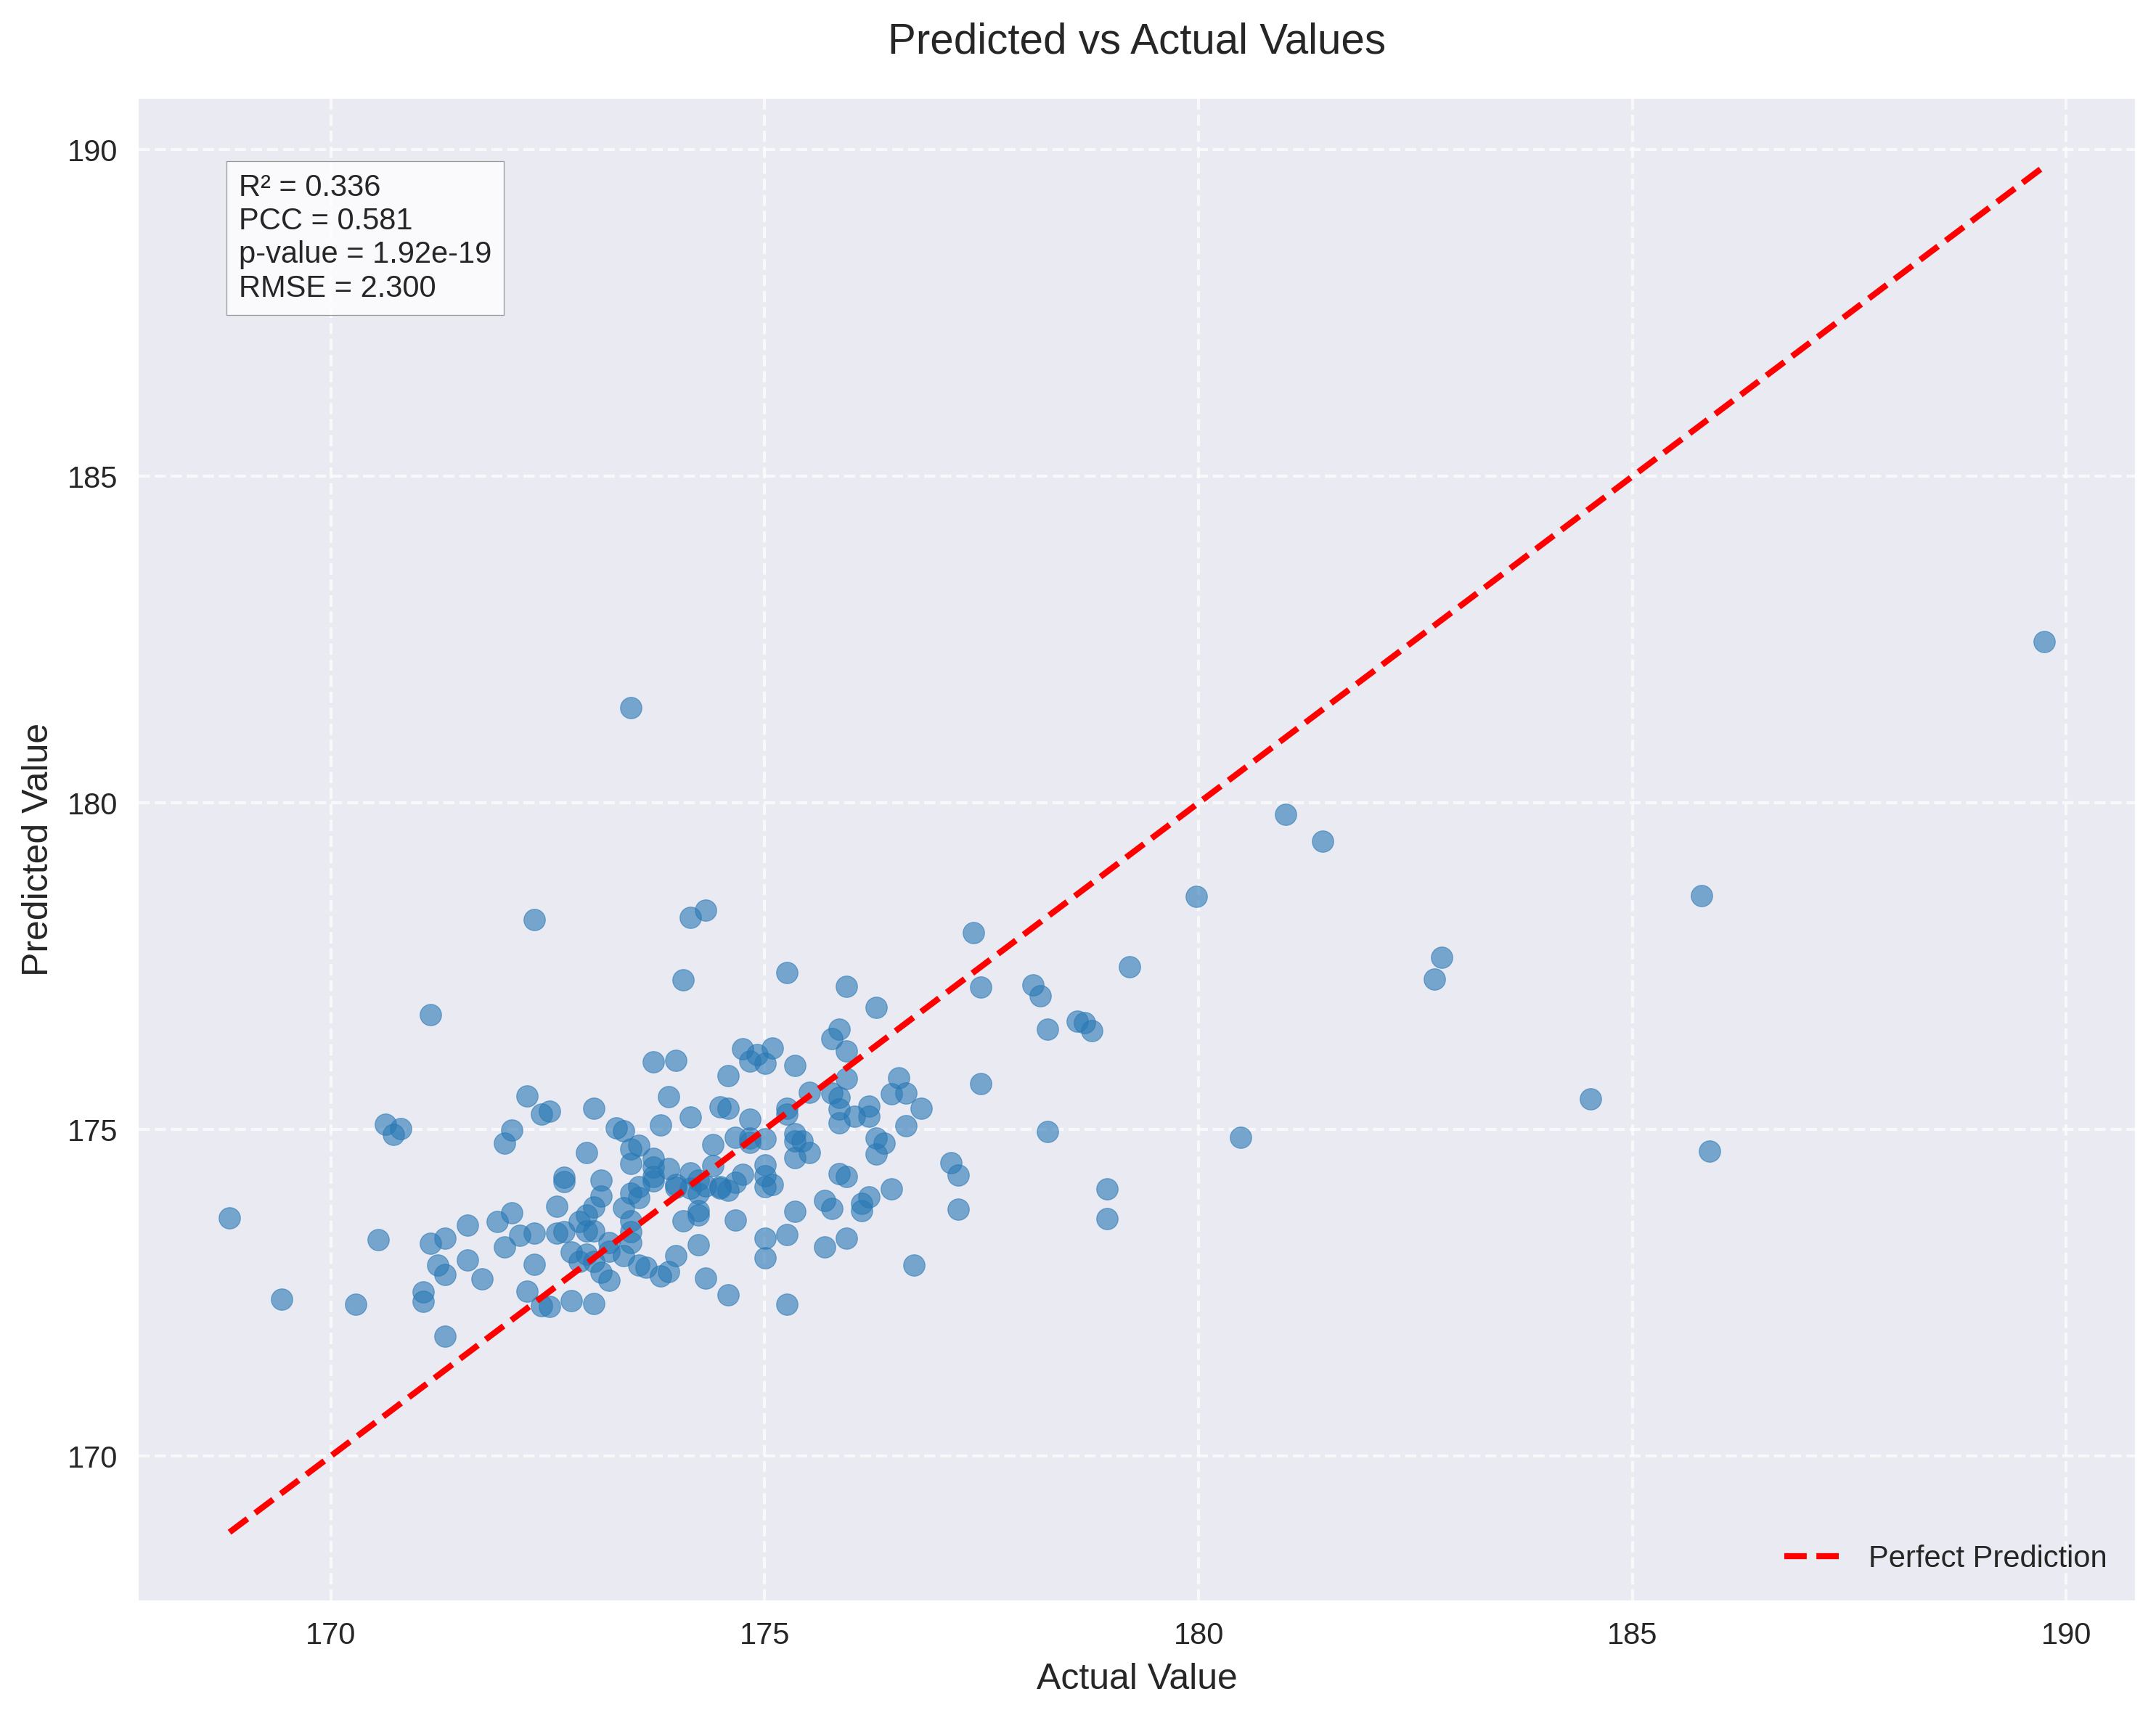 Predicted vs Actual Values
190
185
180
175
170
Predicted Value
R² = 0.336
PCC = 0.581
p-value = 1.92e-19
RMSE = 2.300
Perfect Prediction
170 175 180 185 190
Actual Value